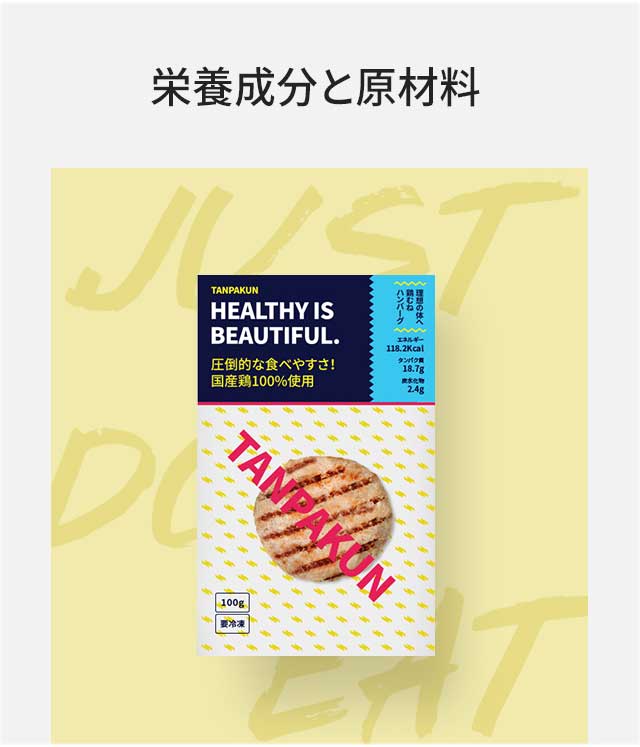 栄養成分と原材料
JUST
DO
EAT
TANPAKUN
HEALTHY IS
BEAUTIFUL.
圧倒的な食べやすさ!
国産鶏100%使用
理想の体へ
鶏むね
ハンバーグ
エネルギー
118.2Kcal
タンパク質
18.7g
炭水化物
2.4g
TANPAKUN
100g
要冷凍